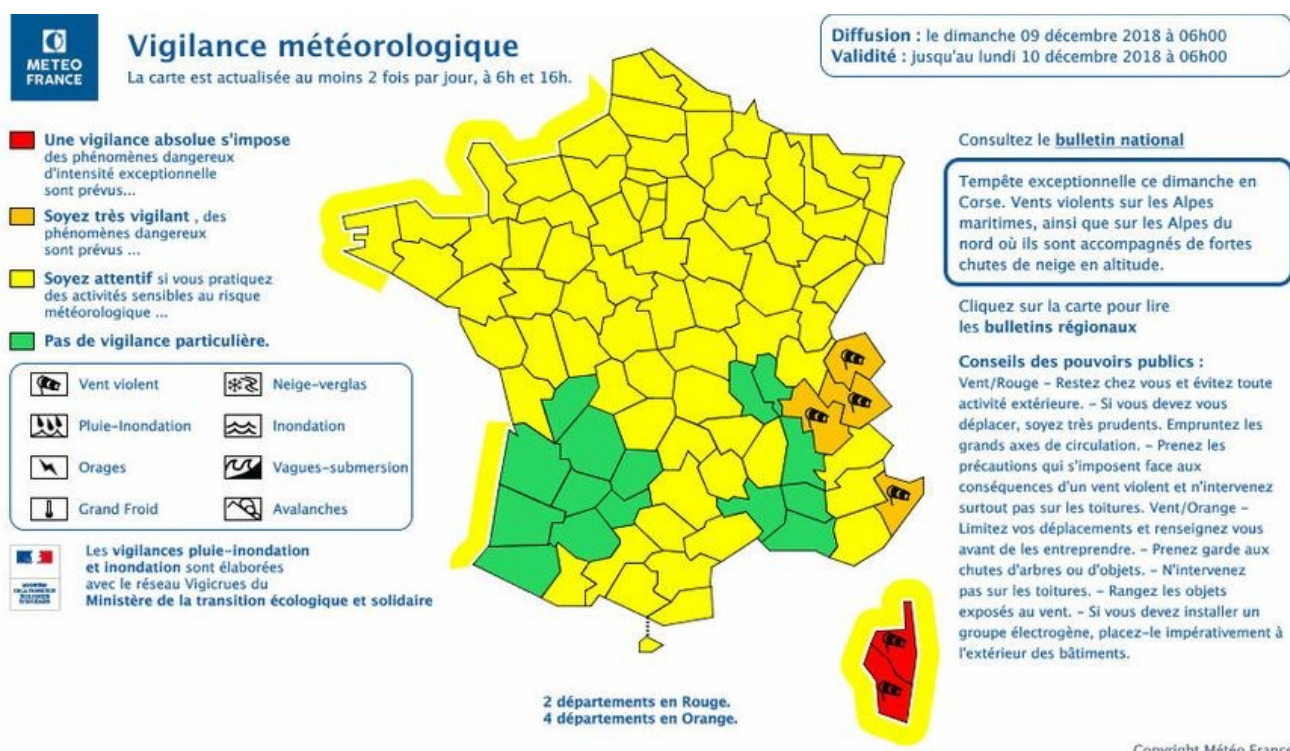 METEO
FRANCE
Vigilance météorologique
La carte est actualisée au moins 2 fois par jour, à 6h et 16h.
Diffusion : le dimanche 09 décembre 2018 à 06h00
Validité : jusqu'au lundi 10 décembre 2018 à 06h00
Une vigilance absolue s'impose
des phénomènes dangereux
d'intensité exceptionnelle
sont prévus...
Soyez très vigilant , des
phénomènes dangereux
sont prévus ...
Soyez attentif si vous pratiquez
des activités sensibles au risque
météorologique ...
Pas de vigilance particulière.
Vent violent
Neige-verglas
Pluie-Inondation
Inondation
Orages
Vagues-submersion
Grand Froid
Avalanches
Les vigilances pluie-inondation
et inondation sont élaborées
avec le réseau Vigicrues du
Ministère de la transition écologique et solidaire
2 départements en Rouge.
4 départements en Orange.
Consultez le bulletin national
Tempête exceptionnelle ce dimanche en
Corse. Vents violents sur les Alpes
maritimes, ainsi que sur les Alpes du
nord où ils sont accompagnés de fortes
chutes de neige en altitude.
Cliquez sur la carte pour lire
les bulletins régionaux
Conseils des pouvoirs publics :
Vent/Rouge – Restez chez vous et évitez toute
activité extérieure. – Si vous devez vous
déplacer, soyez très prudents. Empruntez les
grands axes de circulation. – Prenez les
précautions qui s'imposent face aux
conséquences d'un vent violent et n'intervenez
surtout pas sur les toitures. Vent/Orange –
Limitez vos déplacements et renseignez vous
avant de les entreprendre. – Prenez garde aux
chutes d'arbres ou d'objets. – N'intervenez
pas sur les toitures. – Rangez les objets
exposés au vent. – Si vous devez installer un
groupe électrogène, placez-le impérativement à
l'extérieur des bâtiments.
Copyright Météo France